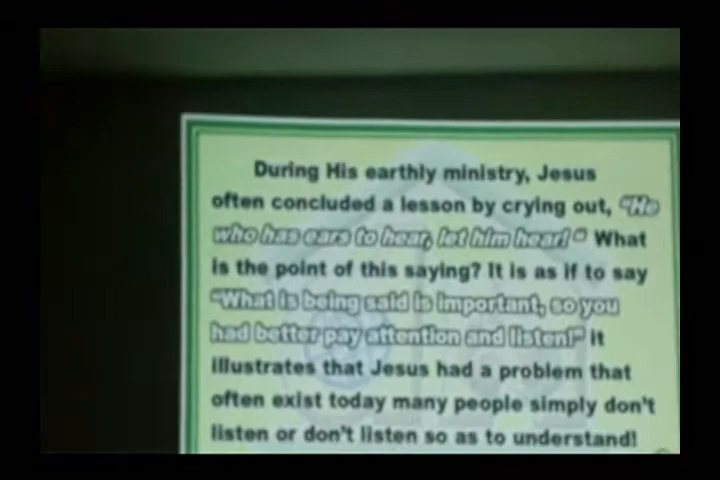 During His earthly ministry, Jesus
often concluded a lesson by crying out, "He
who has ears to hear, let him hear! " What
is the point of this saying? It is as if to say
"What is being said is important, so you
had better pay attention and listen!" It
illustrates that Jesus had a problem that
often exist today many people simply don't
listen or don't listen so as to understand!